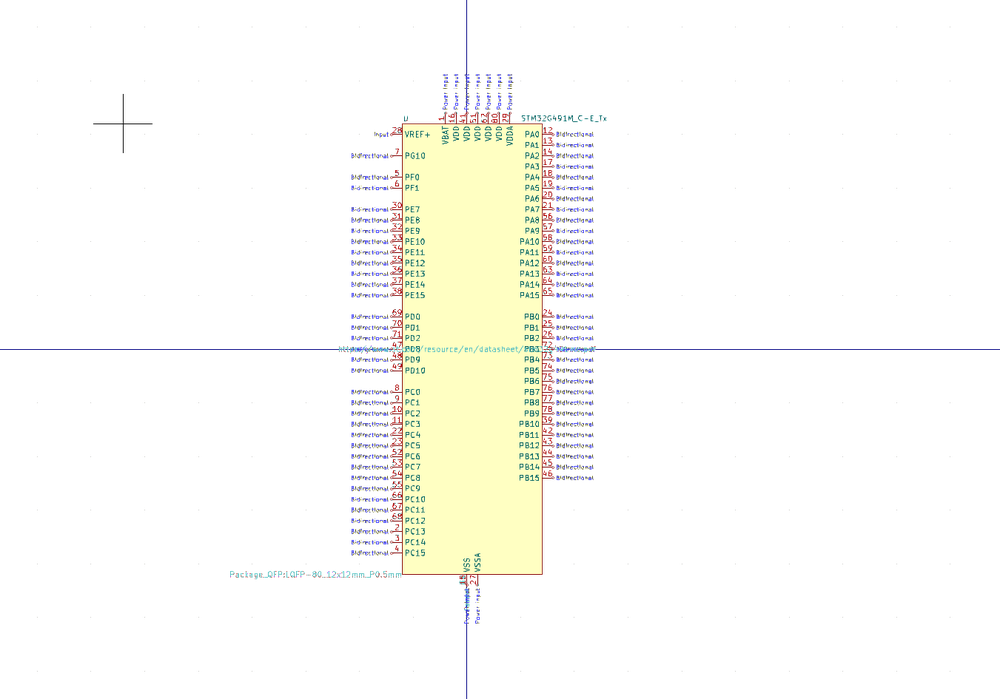 Power Input Power Input Power Input Power Input Power Input Power Input Power Input
U STM32G491M_C-E_Tx
1 VBAT
16 VDD
41 VDD
51 VDD
62 VDD
80 VDD
29 VDDA
Input 28 VREF+ PA0 12 Bidirectional
PA1 13 Bidirectional
Bidirectional 7 PG10 PA2 14 Bidirectional
PA3 17 Bidirectional
Bidirectional 5 PF0 PA4 18 Bidirectional
Bidirectional 6 PF1 PA5 19 Bidirectional
PA6 20 Bidirectional
Bidirectional 30 PE7 PA7 21 Bidirectional
Bidirectional 31 PE8 PA8 56 Bidirectional
Bidirectional 32 PE9 PA9 57 Bidirectional
Bidirectional 33 PE10 PA10 58 Bidirectional
Bidirectional 34 PE11 PA11 59 Bidirectional
Bidirectional 35 PE12 PA12 60 Bidirectional
Bidirectional 36 PE13 PA13 63 Bidirectional
Bidirectional 37 PE14 PA14 64 Bidirectional
Bidirectional 38 PE15 PA15 65 Bidirectional
Bidirectional 69 PD0 PB0 24 Bidirectional
Bidirectional 70 PD1 PB1 25 Bidirectional
Bidirectional 71 PD2 PB2 26 Bidirectional
47 PD8 /resource/en/datasheet/ PB3 72
Bidirectional 48 PD9 PB4 73 Bidirectional
Bidirectional 49 PD10 PB5 74 Bidirectional
PB6 75 Bidirectional
Bidirectional 8 PC0 PB7 76 Bidirectional
Bidirectional 9 PC1 PB8 77 Bidirectional
Bidirectional 10 PC2 PB9 78 Bidirectional
Bidirectional 11 PC3 PB10 39 Bidirectional
Bidirectional 22 PC4 PB11 42 Bidirectional
Bidirectional 23 PC5 PB12 43 Bidirectional
Bidirectional 52 PC6 PB13 44 Bidirectional
Bidirectional 53 PC7 PB14 45 Bidirectional
Bidirectional 54 PC8 PB15 46 Bidirectional
Bidirectional 55 PC9
Bidirectional 66 PC10
Bidirectional 67 PC11
Bidirectional 68 PC12
Bidirectional 2 PC13
Bidirectional 3 PC14
Bidirectional 4 PC15
VSS
VSSA 27
Package_QFP:LQFP-80_12x12mm_P0.5mm
Power Input